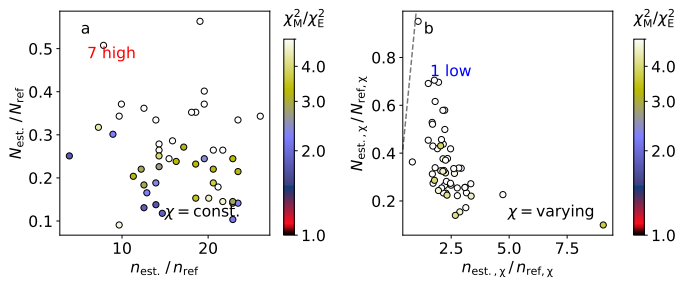 χ²_M/χ²_E
χ²_M/χ²_E
a
7 high
b
1 low
0.5
0.4
0.3
0.2
0.1
0.8
0.6
0.4
0.2
4.0
3.0
2.0
1.0
4.0
3.0
2.0
1.0
N_est. / N_ref
N_est.,χ / N_ref,χ
χ = const.
χ = varying
10
20
2.5
5.0
7.5
n_est. / n_ref
n_est.,χ / n_ref,χ